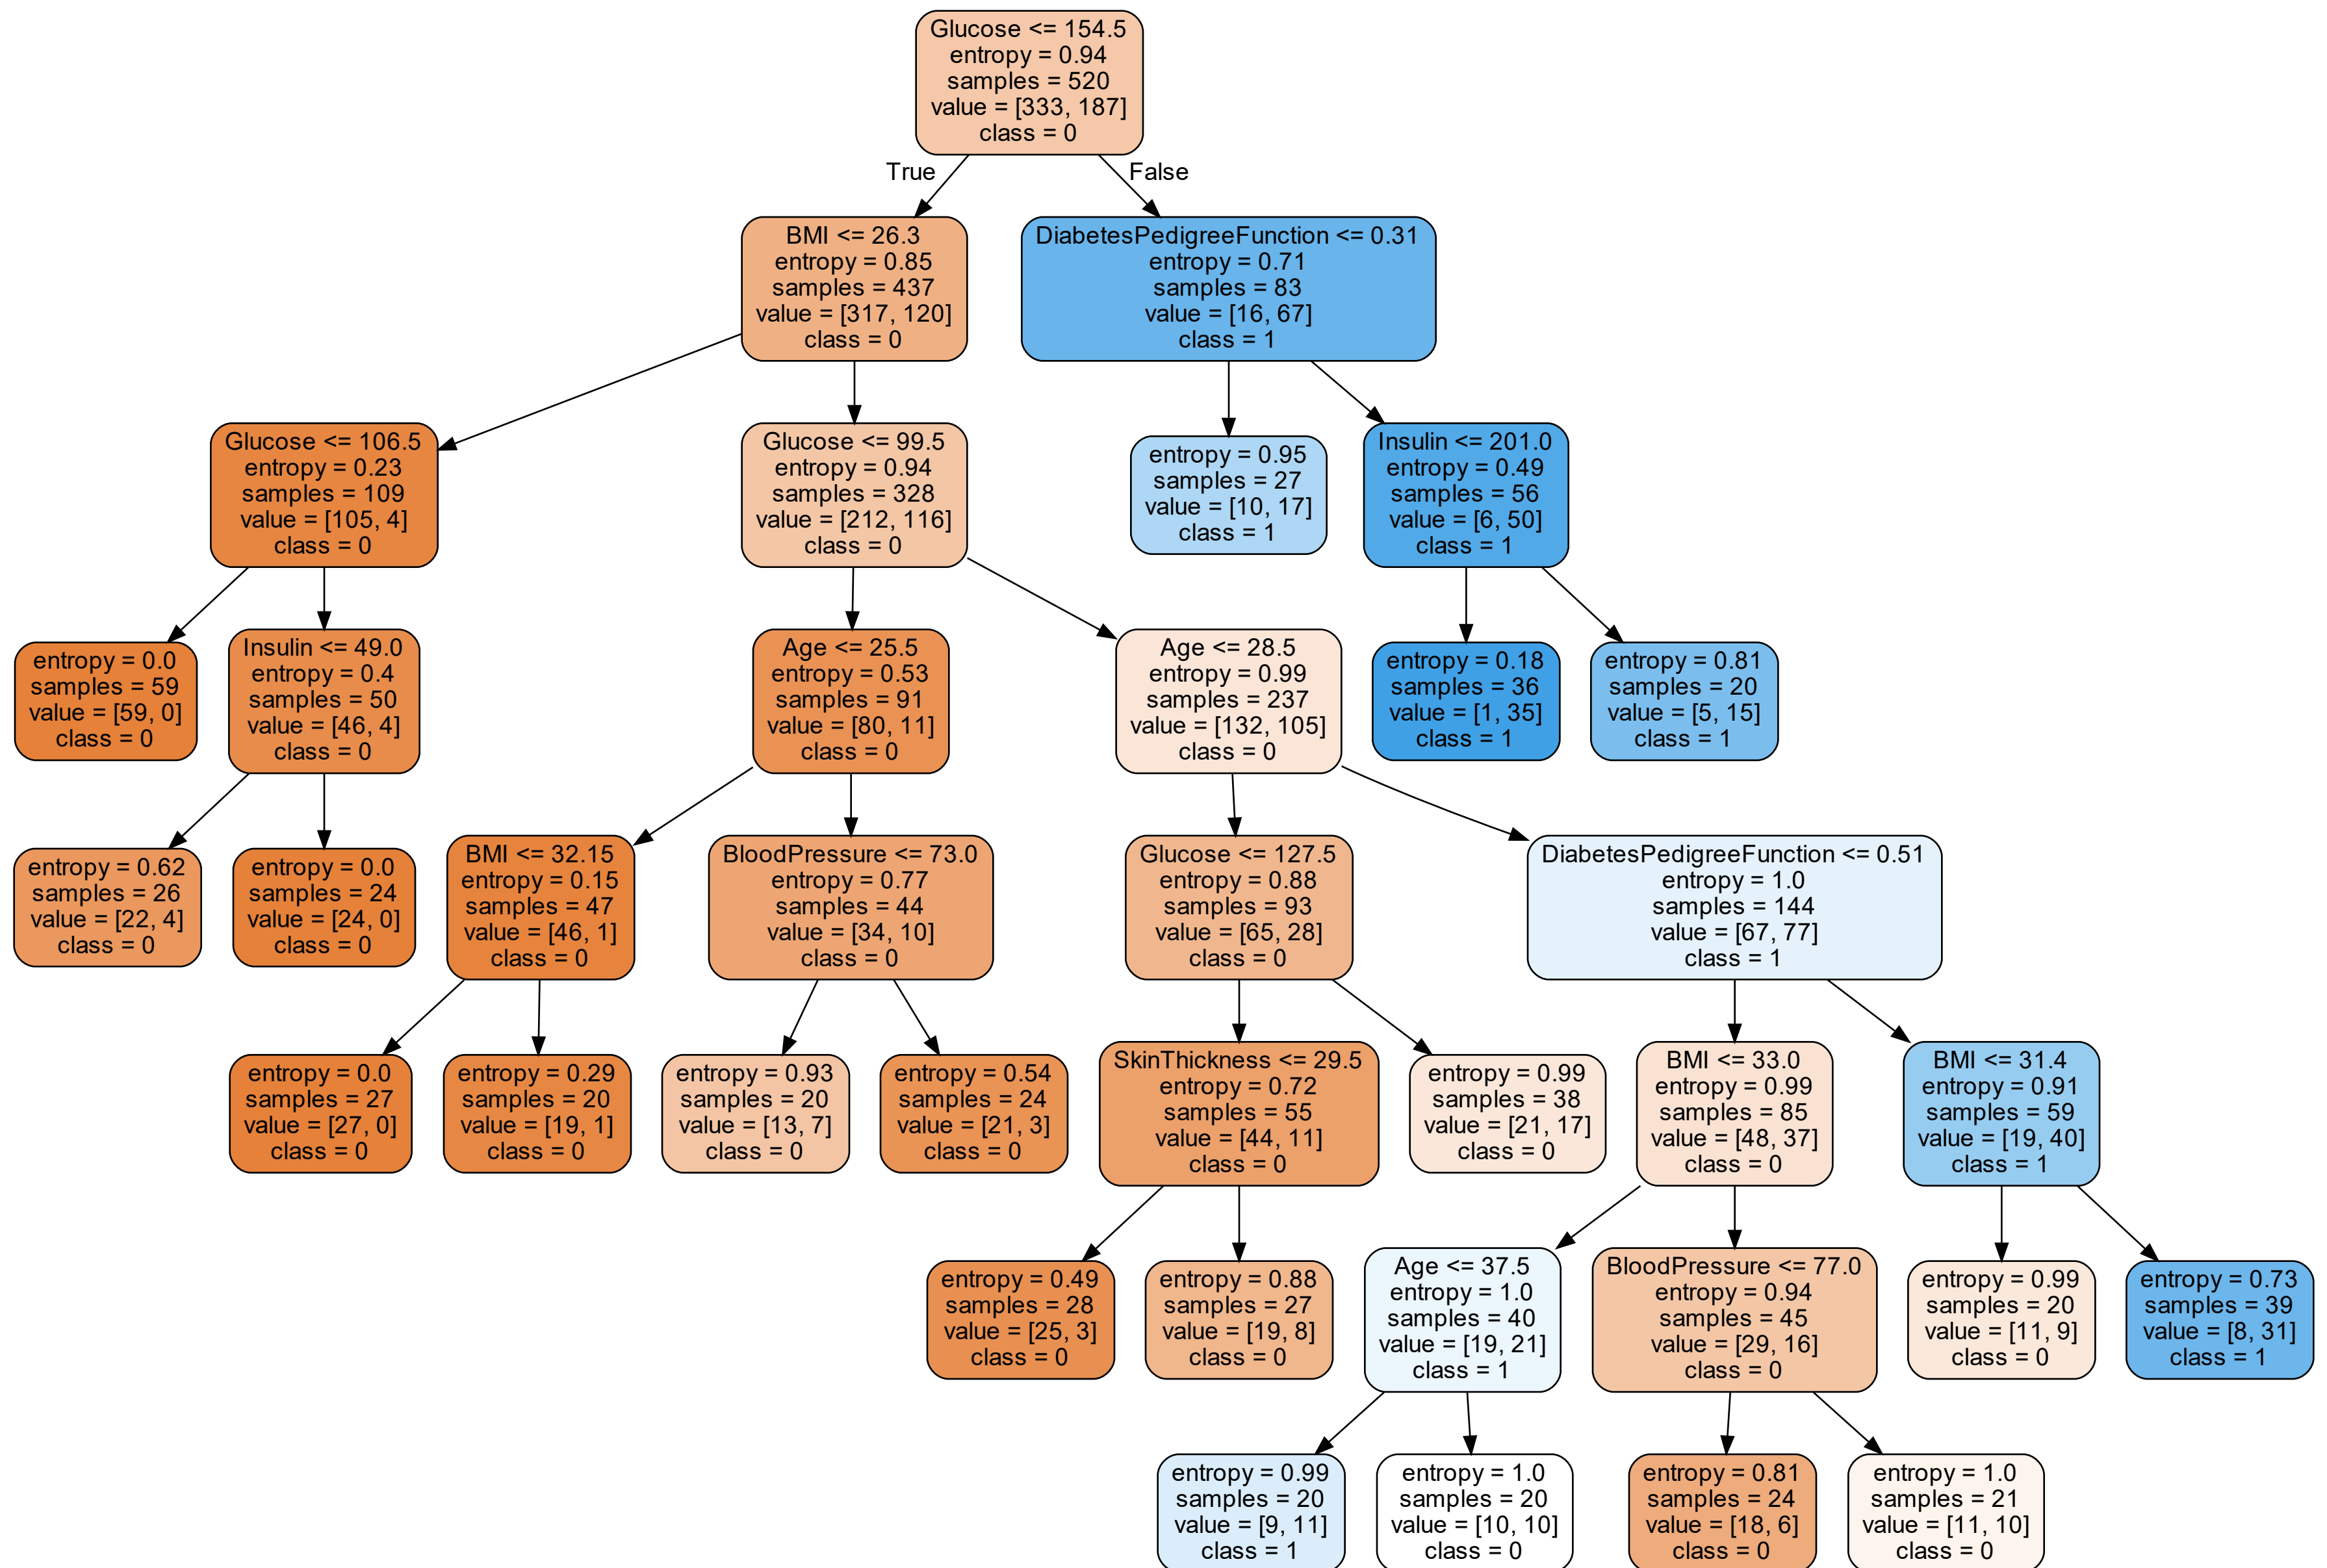 Glucose <= 154.5
entropy = 0.94
samples = 520
value = [333, 187]
class = 0
True
False
BMI <= 26.3
entropy = 0.85
samples = 437
value = [317, 120]
class = 0
DiabetesPedigreeFunction <= 0.31
entropy = 0.71
samples = 83
value = [16, 67]
class = 1
Glucose <= 106.5
entropy = 0.23
samples = 109
value = [105, 4]
class = 0
Glucose <= 99.5
entropy = 0.94
samples = 328
value = [212, 116]
class = 0
entropy = 0.95
samples = 27
value = [10, 17]
class = 1
Insulin <= 201.0
entropy = 0.49
samples = 56
value = [6, 50]
class = 1
entropy = 0.0
samples = 59
value = [59, 0]
class = 0
Insulin <= 49.0
entropy = 0.4
samples = 50
value = [46, 4]
class = 0
Age <= 25.5
entropy = 0.53
samples = 91
value = [80, 11]
class = 0
Age <= 28.5
entropy = 0.99
samples = 237
value = [132, 105]
class = 0
entropy = 0.18
samples = 36
value = [1, 35]
class = 1
entropy = 0.81
samples = 20
value = [5, 15]
class = 1
entropy = 0.62
samples = 26
value = [22, 4]
class = 0
entropy = 0.0
samples = 24
value = [24, 0]
class = 0
BMI <= 32.15
entropy = 0.15
samples = 47
value = [46, 1]
class = 0
BloodPressure <= 73.0
entropy = 0.77
samples = 44
value = [34, 10]
class = 0
Glucose <= 127.5
entropy = 0.88
samples = 93
value = [65, 28]
class = 0
DiabetesPedigreeFunction <= 0.51
entropy = 1.0
samples = 144
value = [67, 77]
class = 1
entropy = 0.0
samples = 27
value = [27, 0]
class = 0
entropy = 0.29
samples = 20
value = [19, 1]
class = 0
entropy = 0.93
samples = 20
value = [13, 7]
class = 0
entropy = 0.54
samples = 24
value = [21, 3]
class = 0
SkinThickness <= 29.5
entropy = 0.72
samples = 55
value = [44, 11]
class = 0
entropy = 0.99
samples = 38
value = [21, 17]
class = 0
BMI <= 33.0
entropy = 0.99
samples = 85
value = [48, 37]
class = 0
BMI <= 31.4
entropy = 0.91
samples = 59
value = [19, 40]
class = 1
entropy = 0.49
samples = 28
value = [25, 3]
class = 0
entropy = 0.88
samples = 27
value = [19, 8]
class = 0
Age <= 37.5
entropy = 1.0
samples = 40
value = [19, 21]
class = 1
BloodPressure <= 77.0
entropy = 0.94
samples = 45
value = [29, 16]
class = 0
entropy = 0.99
samples = 20
value = [11, 9]
class = 0
entropy = 0.73
samples = 39
value = [8, 31]
class = 1
entropy = 0.99
samples = 20
value = [9, 11]
class = 1
entropy = 1.0
samples = 20
value = [10, 10]
class = 0
entropy = 0.81
samples = 24
value = [18, 6]
class = 0
entropy = 1.0
samples = 21
value = [11, 10]
class = 0